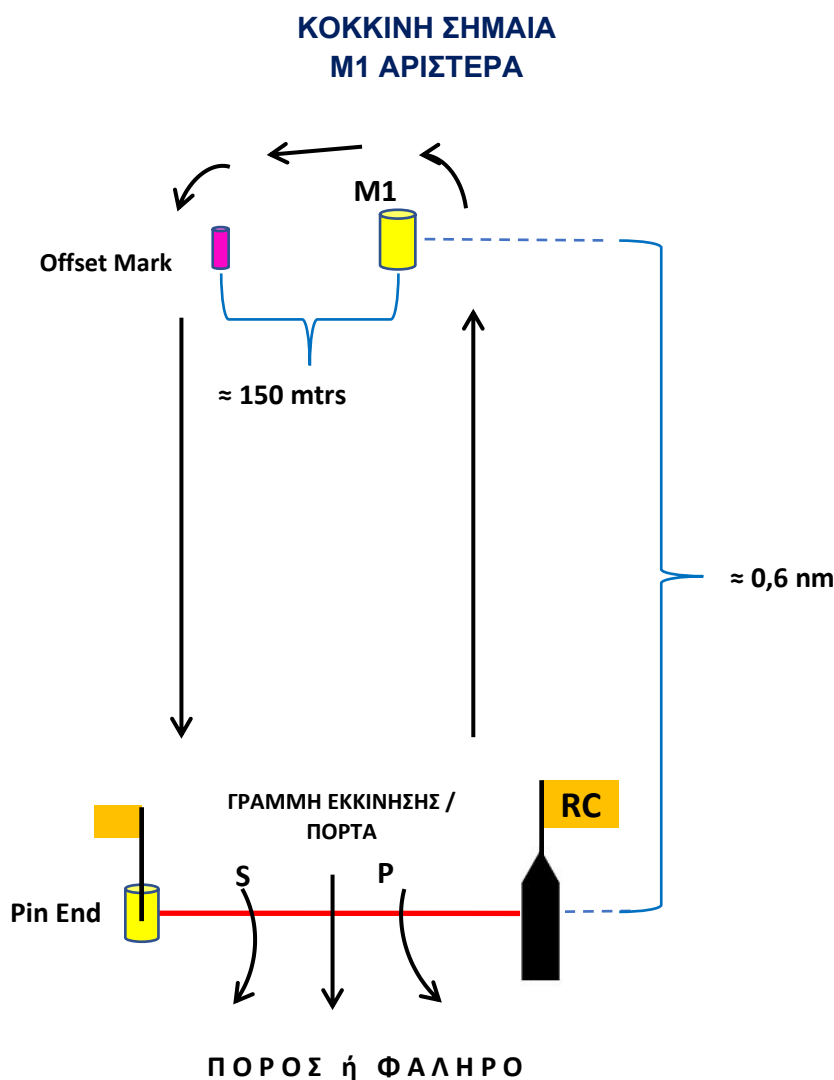 ΚΟΚΚΙΝΗ ΣΗΜΑΙΑ
Μ1 ΑΡΙΣΤΕΡΑ
M1
Offset Mark
≈ 150 mtrs
≈ 0,6 nm
ΓΡΑΜΜΗ ΕΚΚΙΝΗΣΗΣ /
ΠΟΡΤΑ
RC
S P
Pin End
Π Ο Ρ Ο Σ ή Φ Α Λ Η Ρ Ο